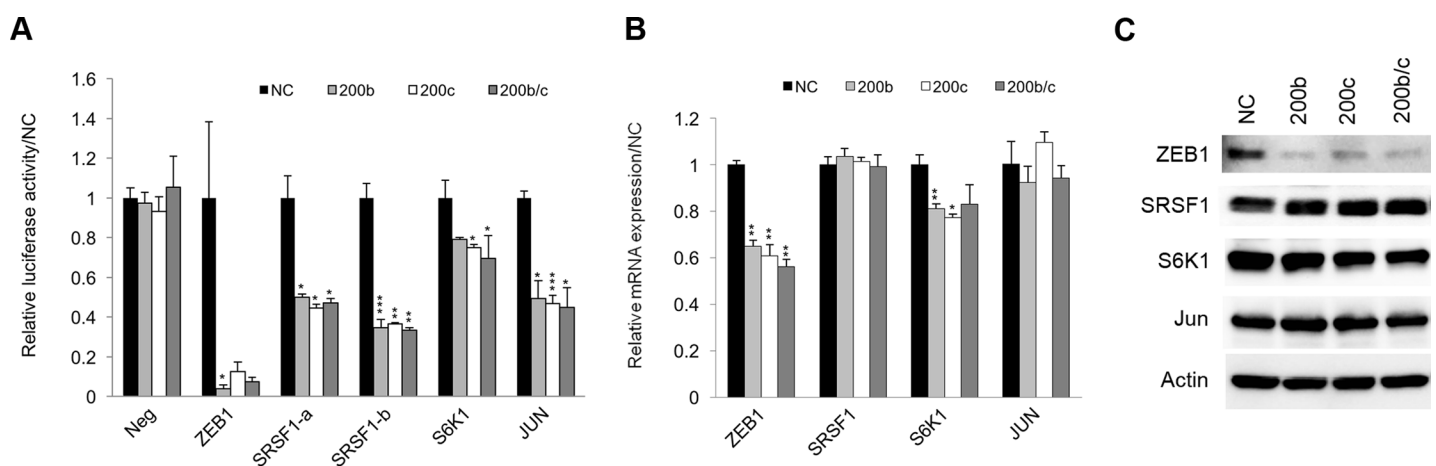 A
Relative luciferase activity/NC
1.6
1.4
1.2
1
0.8
0.6
0.4
0.2
0
NC 200b 200c 200b/c
* * * * *** ** ** * * * *** *
Neg ZEB1 SRSF1-a SRSF1-b S6K1 JUN
B
Relative mRNA expression/NC
NC 200b 200c 200b/c
1.2
1
0.8
0.6
0.4
0.2
0
** ** ** ** *
ZEB1 SRSF1 S6K1 JUN
C
NC 200b 200c 200b/c
ZEB1
SRSF1
S6K1
Jun
Actin